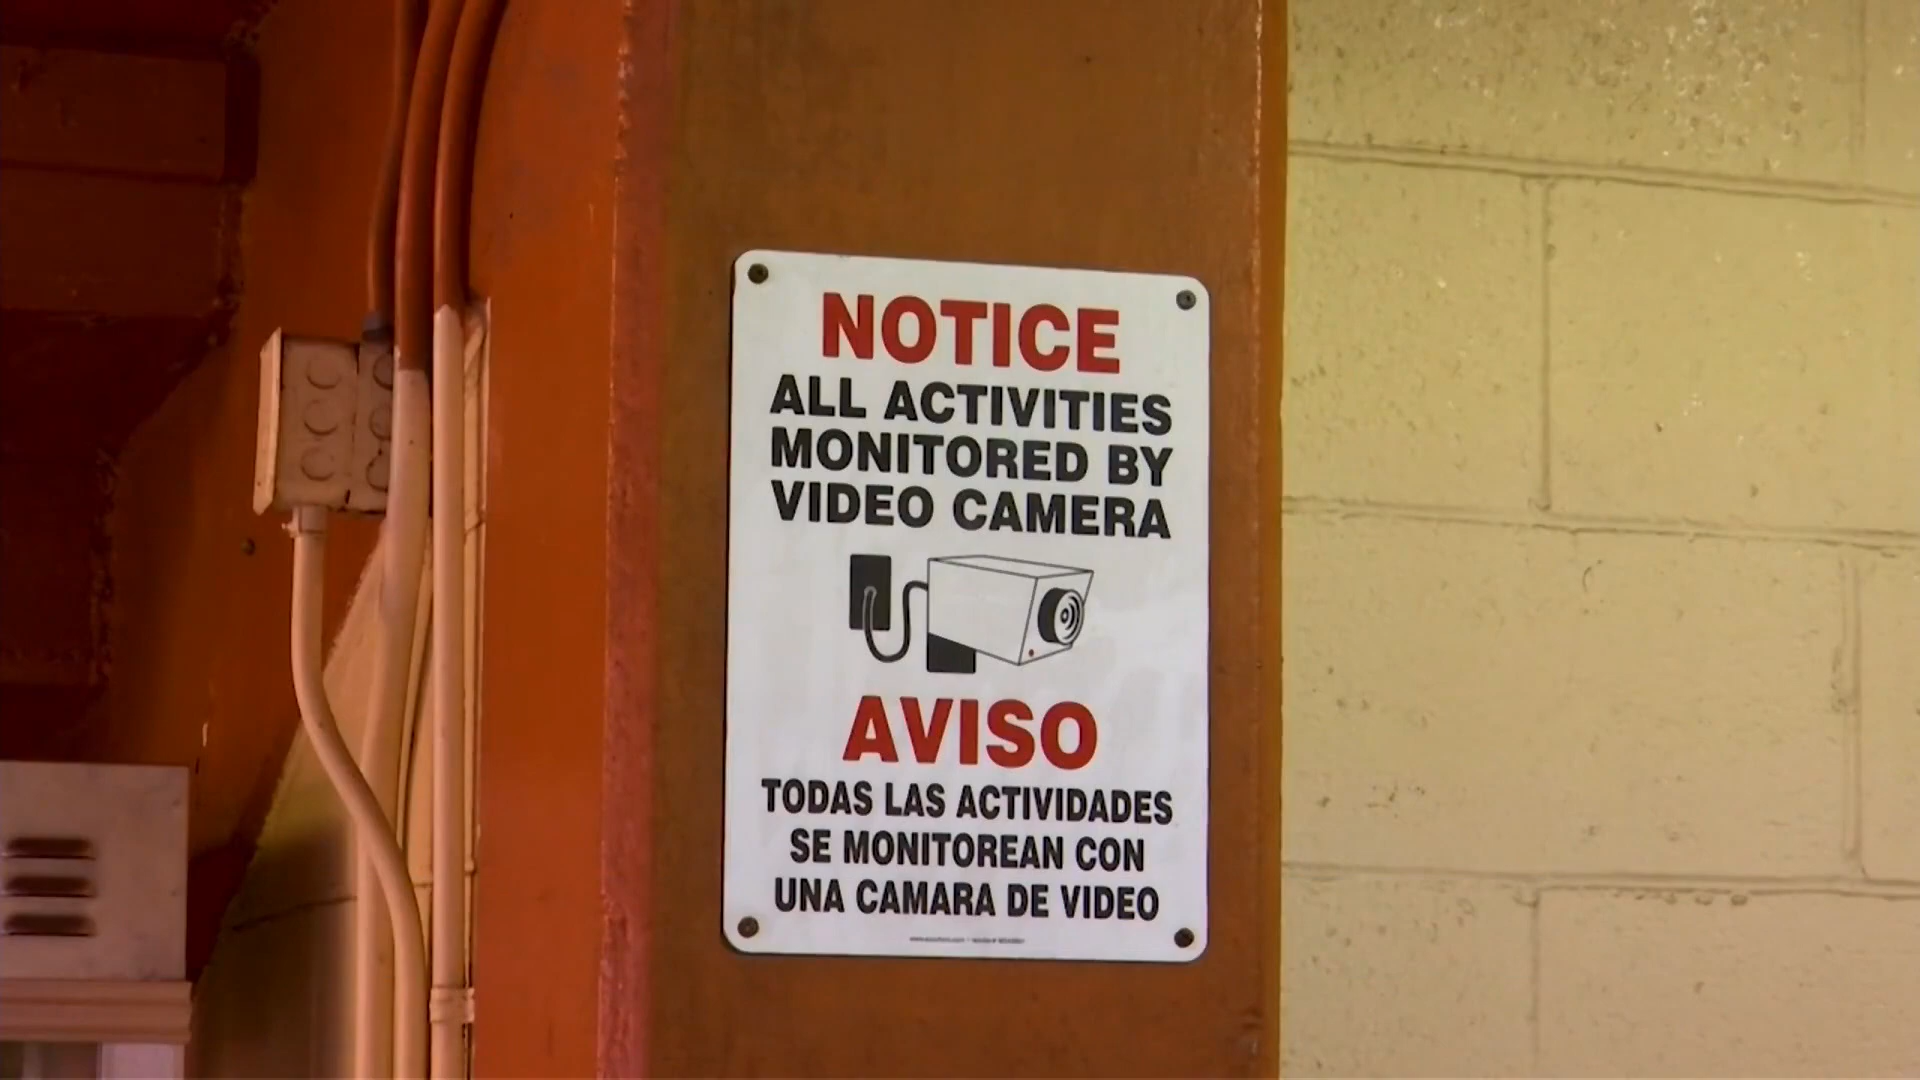 NOTICE
ALL ACTIVITIES
MONITORED BY
VIDEO CAMERA
AVISO
TODAS LAS ACTIVIDADES
SE MONITOREAN CON
UNA CAMARA DE VIDEO